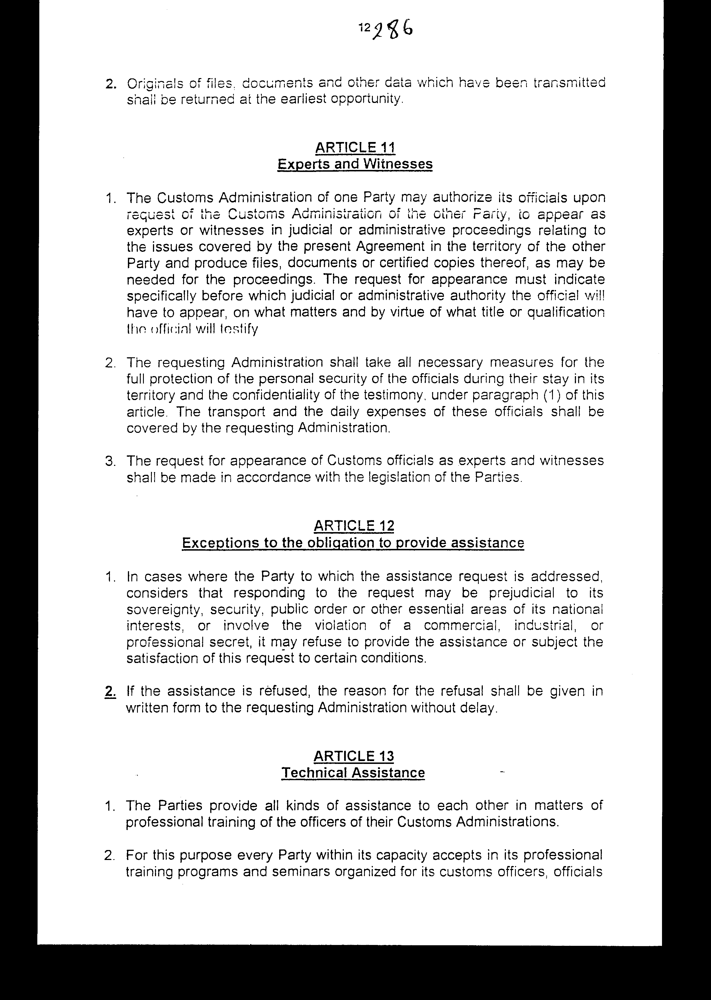 12 286
2. Originals of files, documents and other data which have been transmitted
shall be returned at the earliest opportunity.
ARTICLE 11
Experts and Witnesses
1. The Customs Administration of one Party may authorize its officials upon
request of the Customs Administration of the other Party, to appear as
experts or witnesses in judicial or administrative proceedings relating to
the issues covered by the present Agreement in the territory of the other
Party and produce files, documents or certified copies thereof, as may be
needed for the proceedings. The request for appearance must indicate
specifically before which judicial or administrative authority the official will
have to appear, on what matters and by virtue of what title or qualification
the official will testify
2. The requesting Administration shall take all necessary measures for the
full protection of the personal security of the officials during their stay in its
territory and the confidentiality of the testimony, under paragraph (1) of this
article. The transport and the daily expenses of these officials shall be
covered by the requesting Administration.
3. The request for appearance of Customs officials as experts and witnesses
shall be made in accordance with the legislation of the Parties.
ARTICLE 12
Exceptions to the obligation to provide assistance
1. In cases where the Party to which the assistance request is addressed,
considers that responding to the request may be prejudicial to its
sovereignty, security, public order or other essential areas of its national
interests, or involve the violation of a commercial, industrial, or
professional secret, it may refuse to provide the assistance or subject the
satisfaction of this request to certain conditions.
2. If the assistance is refused, the reason for the refusal shall be given in
written form to the requesting Administration without delay.
ARTICLE 13
Technical Assistance
1. The Parties provide all kinds of assistance to each other in matters of
professional training of the officers of their Customs Administrations.
2. For this purpose every Party within its capacity accepts in its professional
training programs and seminars organized for its customs officers, officials